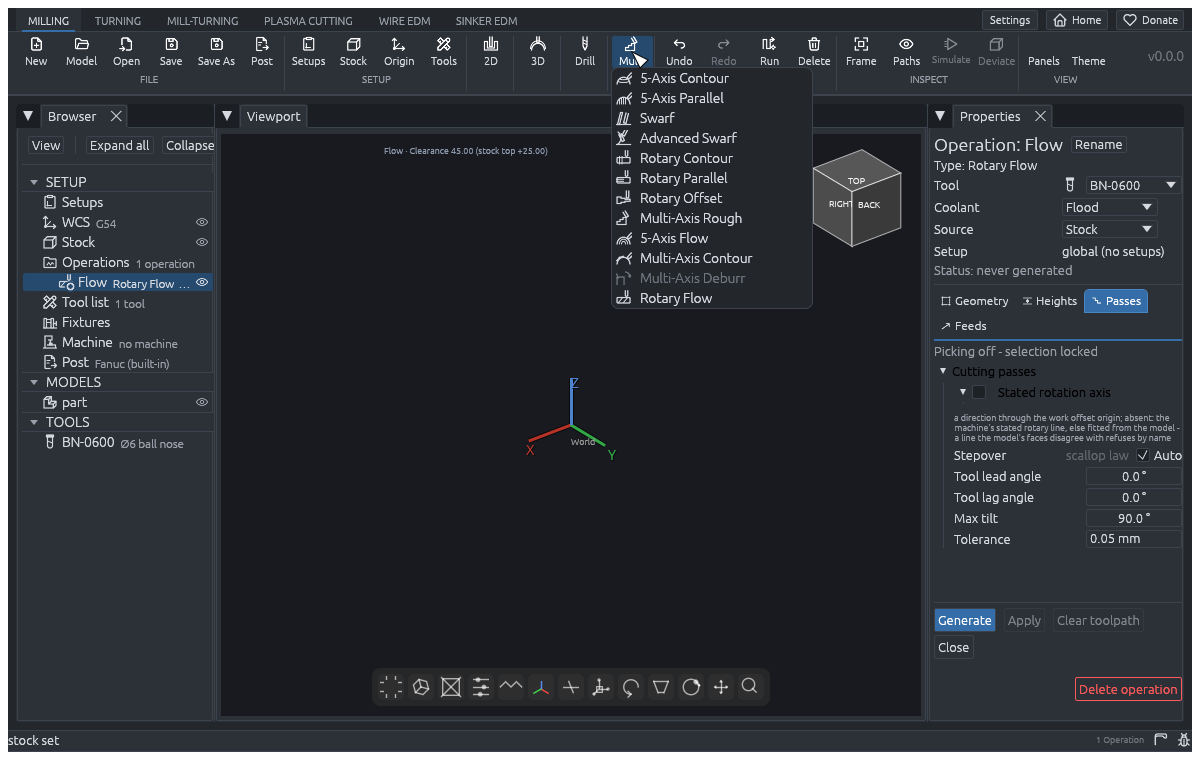 MILLING TURNING MILL-TURNING PLASMA CUTTING WIRE EDM SINKER EDM Settings Home Donate
New Model Open Save Save As Post Setups Stock Origin Tools 2D 3D Drill Undo Redo Run Delete Frame Paths Simulate Deviate Panels Theme v0.0.0
FILE SETUP INSPECT VIEW
5-Axis Contour
5-Axis Parallel
Swarf
Advanced Swarf
Rotary Contour
Rotary Parallel
Rotary Offset
Multi-Axis Rough
5-Axis Flow
Multi-Axis Contour
Multi-Axis Deburr
Rotary Flow
Browser
View Expand all Collapse
SETUP
Setups
WCS G54
Stock
Operations 1 operation
Flow Rotary Flow ...
Tool list 1 tool
Fixtures
Machine no machine
Post Fanuc (built-in)
MODELS
part
TOOLS
BN-0600 Ø6 ball nose
Viewport
Flow · Clearance 45.00 (stock top +25.00)
TOP
RIGHT BACK
Z
World
X Y
Properties
Operation: Flow Rename
Type: Rotary Flow
Tool BN-0600
Coolant Flood
Source Stock
Setup global (no setups)
Status: never generated
Geometry Heights Passes
Feeds
Picking off - selection locked
Cutting passes
Stated rotation axis
a direction through the work offset origin; absent: the
machine's stated rotary line, else fitted from the model -
a line the model's faces disagree with refuses by name
Stepover scallop law Auto
Tool lead angle 0.0°
Tool lag angle 0.0°
Max tilt 90.0°
Tolerance 0.05 mm
Generate Apply Clear toolpath
Close
Delete operation
stock set 1 Operation